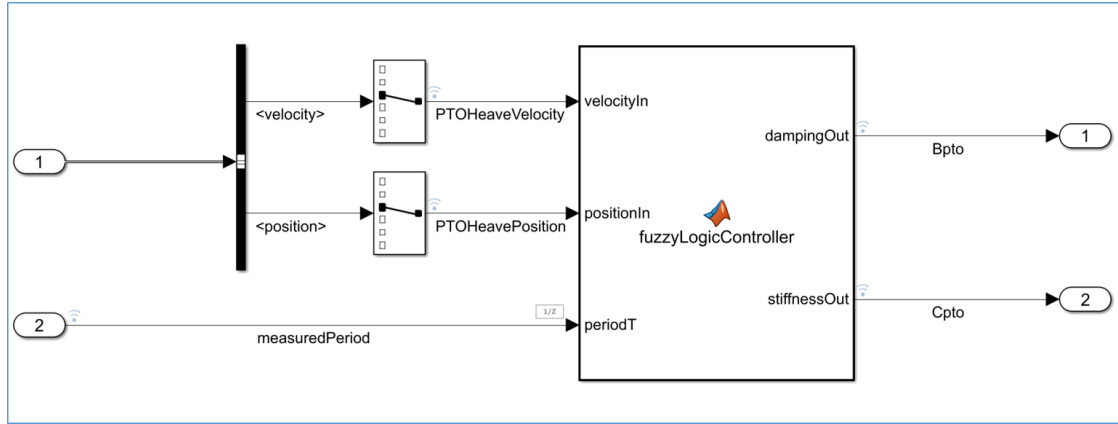 velocityIn
<velocity>
PTOHeaveVelocity
dampingOut
1
Bpto
1
positionIn
<position>
PTOHeavePosition
fuzzyLogicController
stiffnessOut
2
Cpto
1/Z
2
measuredPeriod
periodT